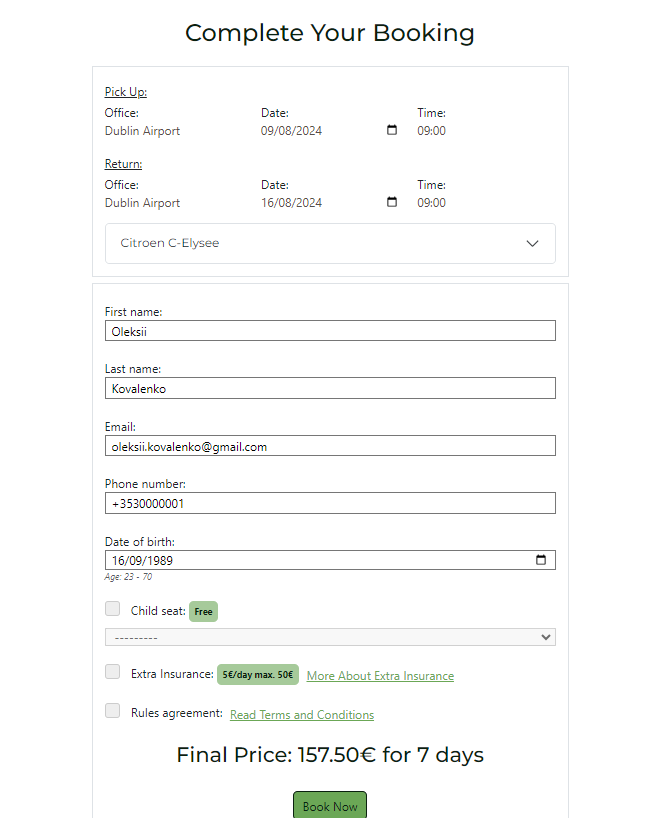 Complete Your Booking
Pick Up:
Office: Date: Time:
Dublin Airport 09/08/2024 09:00
Return:
Office: Date: Time:
Dublin Airport 16/08/2024 09:00
Citroen C-Elysee
First name:
Oleksii
Last name:
Kovalenko
Email:
oleksii.kovalenko@gmail.com
Phone number:
+3530000001
Date of birth:
16/09/1989
Age: 23 - 70
Child seat: Free
---------
Extra Insurance: 5€/day max. 50€ More About Extra Insurance
Rules agreement: Read Terms and Conditions
Final Price: 157.50€ for 7 days
Book Now